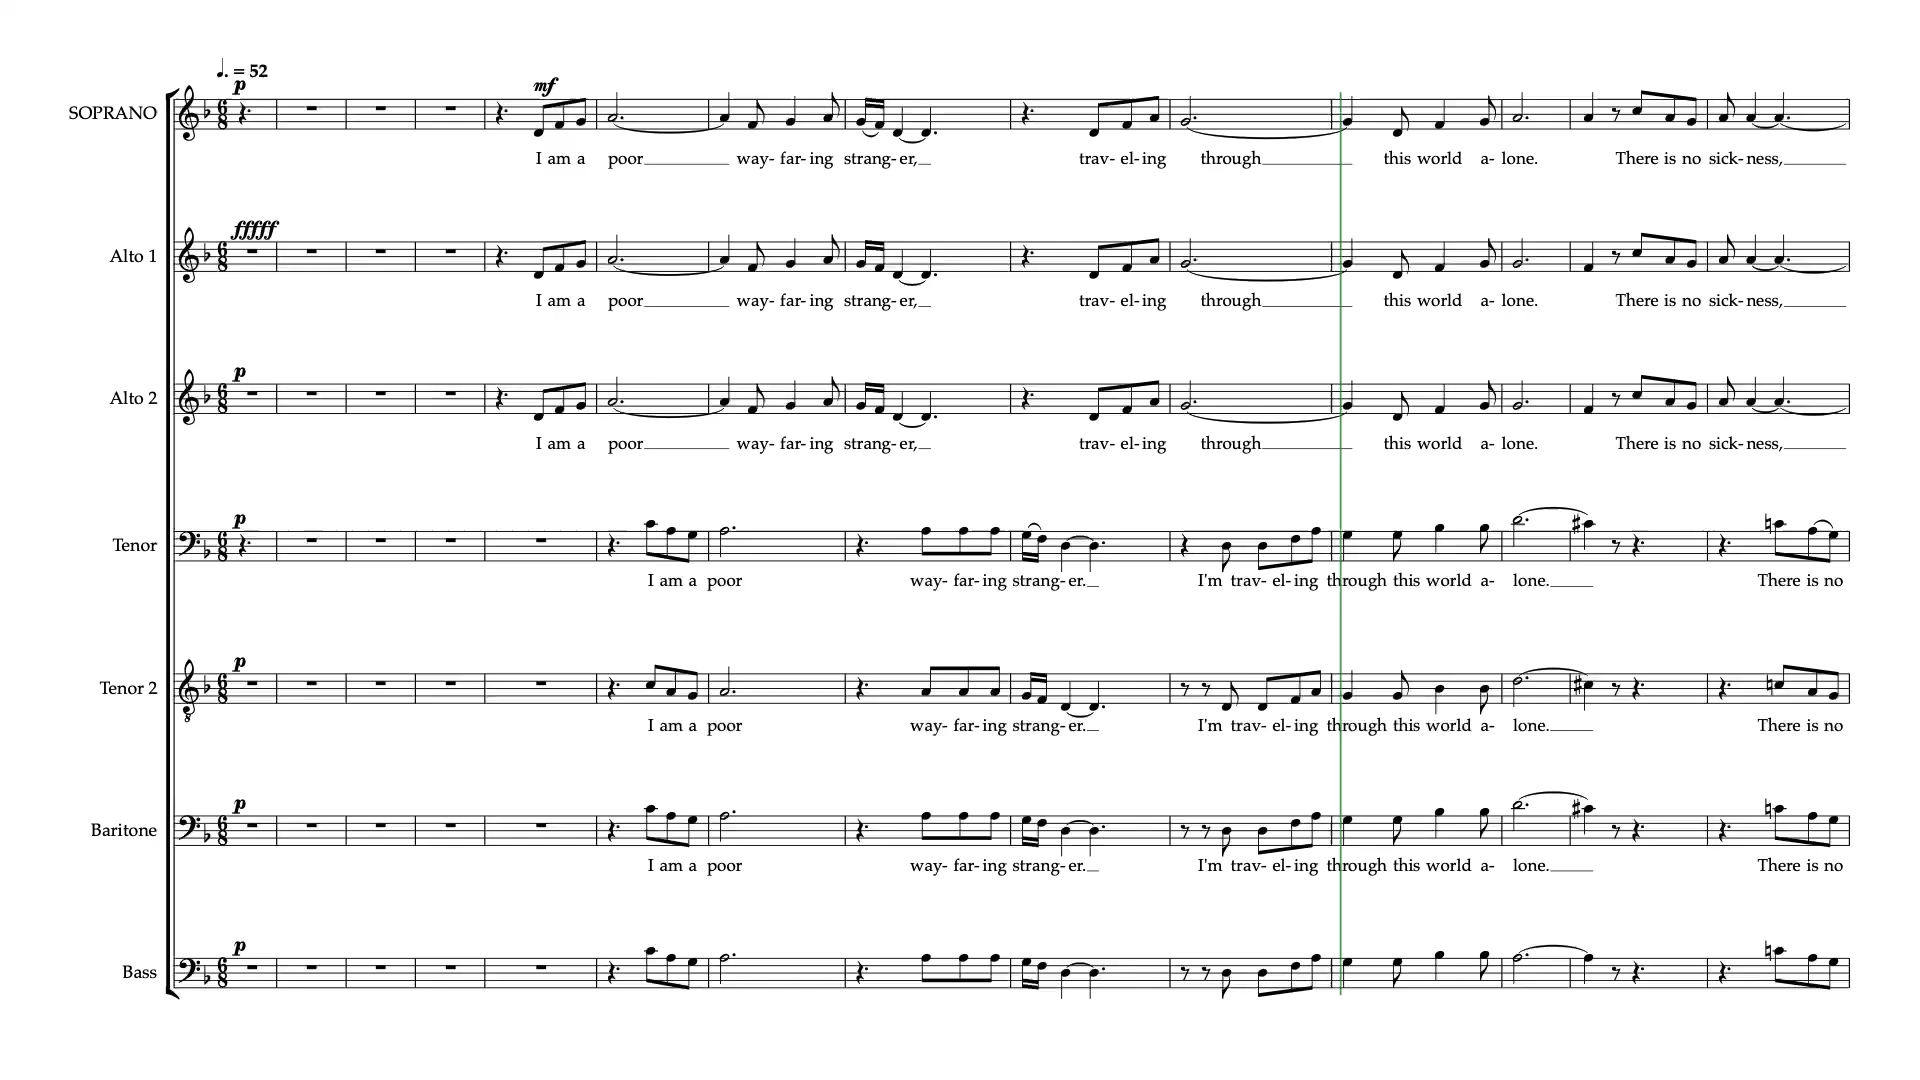 ♩. = 52
p
mf
SOPRANO
I am a poor way- far- ing strang- er, trav- el- ing through this world a- lone. There is no sick- ness,
fffff
Alto 1
I am a poor way- far- ing strang- er, trav- el- ing through this world a- lone. There is no sick- ness,
p
Alto 2
I am a poor way- far- ing strang- er, trav- el- ing through this world a- lone. There is no sick- ness,
p
Tenor
I am a poor way- far- ing strang- er. I'm trav- el- ing through this world a- lone. There is no
p
Tenor 2
I am a poor way- far- ing strang- er. I'm trav- el- ing through this world a- lone. There is no
p
Baritone
I am a poor way- far- ing strang- er. I'm trav- el- ing through this world a- lone. There is no
p
Bass